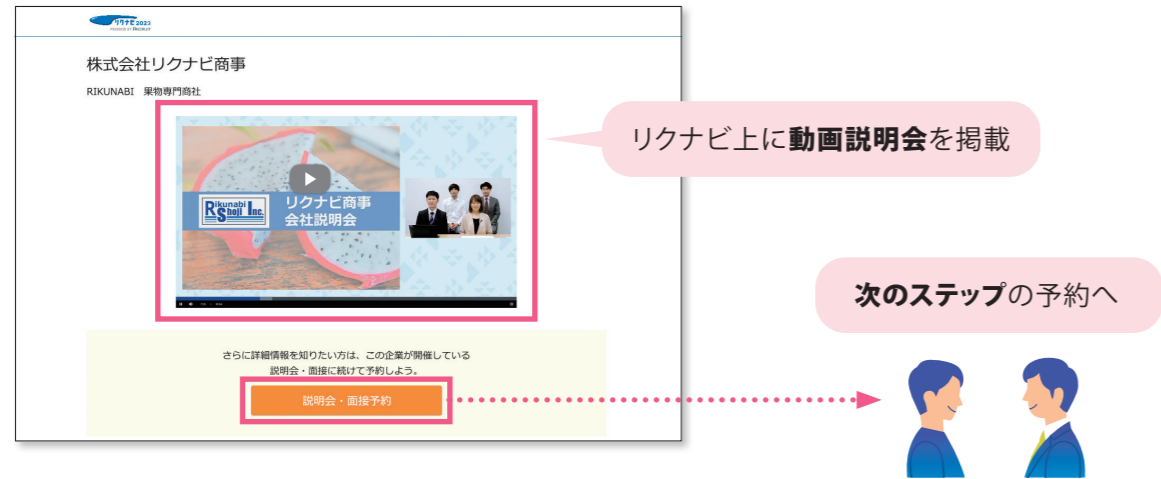 リクナビ2023
POWERED BY RECRUIT
株式会社リクナビ商事
RIKUNABI 果物専門商社
Rikunabi
Shoji Inc.
リクナビ商事
会社説明会
リクナビ上に動画説明会を掲載
次のステップの予約へ
さらに詳細情報を知りたい方は、この企業が開催している
説明会・面接に続けて予約しよう。
説明会・面接予約